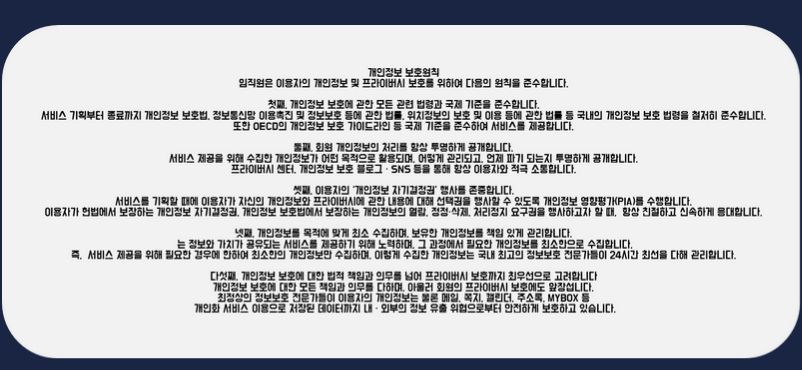 개인정보 보호원칙
임직원은 이용자의 개인정보 및 프라이버시 보호를 위하여 다음의 원칙을 준수합니다.
첫째, 개인정보 보호에 관한 모든 관련 법령과 국제 기준을 준수합니다.
서비스 기획부터 종료까지 개인정보 보호법, 정보통신망 이용촉진 및 정보보호 등에 관한 법률, 위치정보의 보호 및 이용 등에 관한 법률 등 국내의 개인정보 보호 법령을 철저히 준수합니다.
또한 OECD의 개인정보 보호 가이드라인 등 국제 기준을 준수하여 서비스를 제공합니다.
둘째, 회원 개인정보의 처리를 항상 투명하게 공개합니다.
서비스 제공을 위해 수집한 개인정보가 어떤 목적으로 활용되며, 어떻게 관리되고, 언제 파기 되는지 투명하게 공개합니다.
프라이버시 센터, 개인정보 보호 블로그 · SNS 등을 통해 항상 이용자와 적극 소통합니다.
셋째, 이용자의 '개인정보 자기결정권' 행사를 존중합니다.
서비스를 기획할 때에 이용자가 자신의 개인정보와 프라이버시에 관한 내용에 대해 선택권을 행사할 수 있도록 개인정보 영향평가(PIA)를 수행합니다.
이용자가 헌법에서 보장하는 개인정보 자기결정권, 개인정보 보호법에서 보장하는 개인정보의 열람, 정정·삭제, 처리정지 요구권을 행사하고자 할 때, 항상 친절하고 신속하게 응대합니다.
넷째, 개인정보를 목적에 맞게 최소 수집하며, 보유한 개인정보를 책임 있게 관리합니다.
는 정보와 가치가 공유되는 서비스를 제공하기 위해 노력하며, 그 과정에서 필요한 개인정보를 최소한으로 수집합니다.
즉, 서비스 제공을 위해 필요한 경우에 한하여 최소한의 개인정보만 수집하며, 이렇게 수집한 개인정보는 국내 최고의 정보보호 전문가들이 24시간 최선을 다해 관리합니다.
다섯째, 개인정보 보호에 대한 법적 책임과 의무를 넘어 프라이버시 보호까지 최우선으로 고려합니다
개인정보 보호에 대한 모든 책임과 의무를 다하며, 아울러 회원의 프라이버시 보호에도 앞장섭니다.
최정상의 정보보호 전문가들이 이용자의 개인정보는 물론 메일, 쪽지, 캘린더, 주소록, MYBOX 등
개인화 서비스 이용으로 저장된 데이터까지 내 · 외부의 정보 유출 위협으로부터 안전하게 보호하고 있습니다.